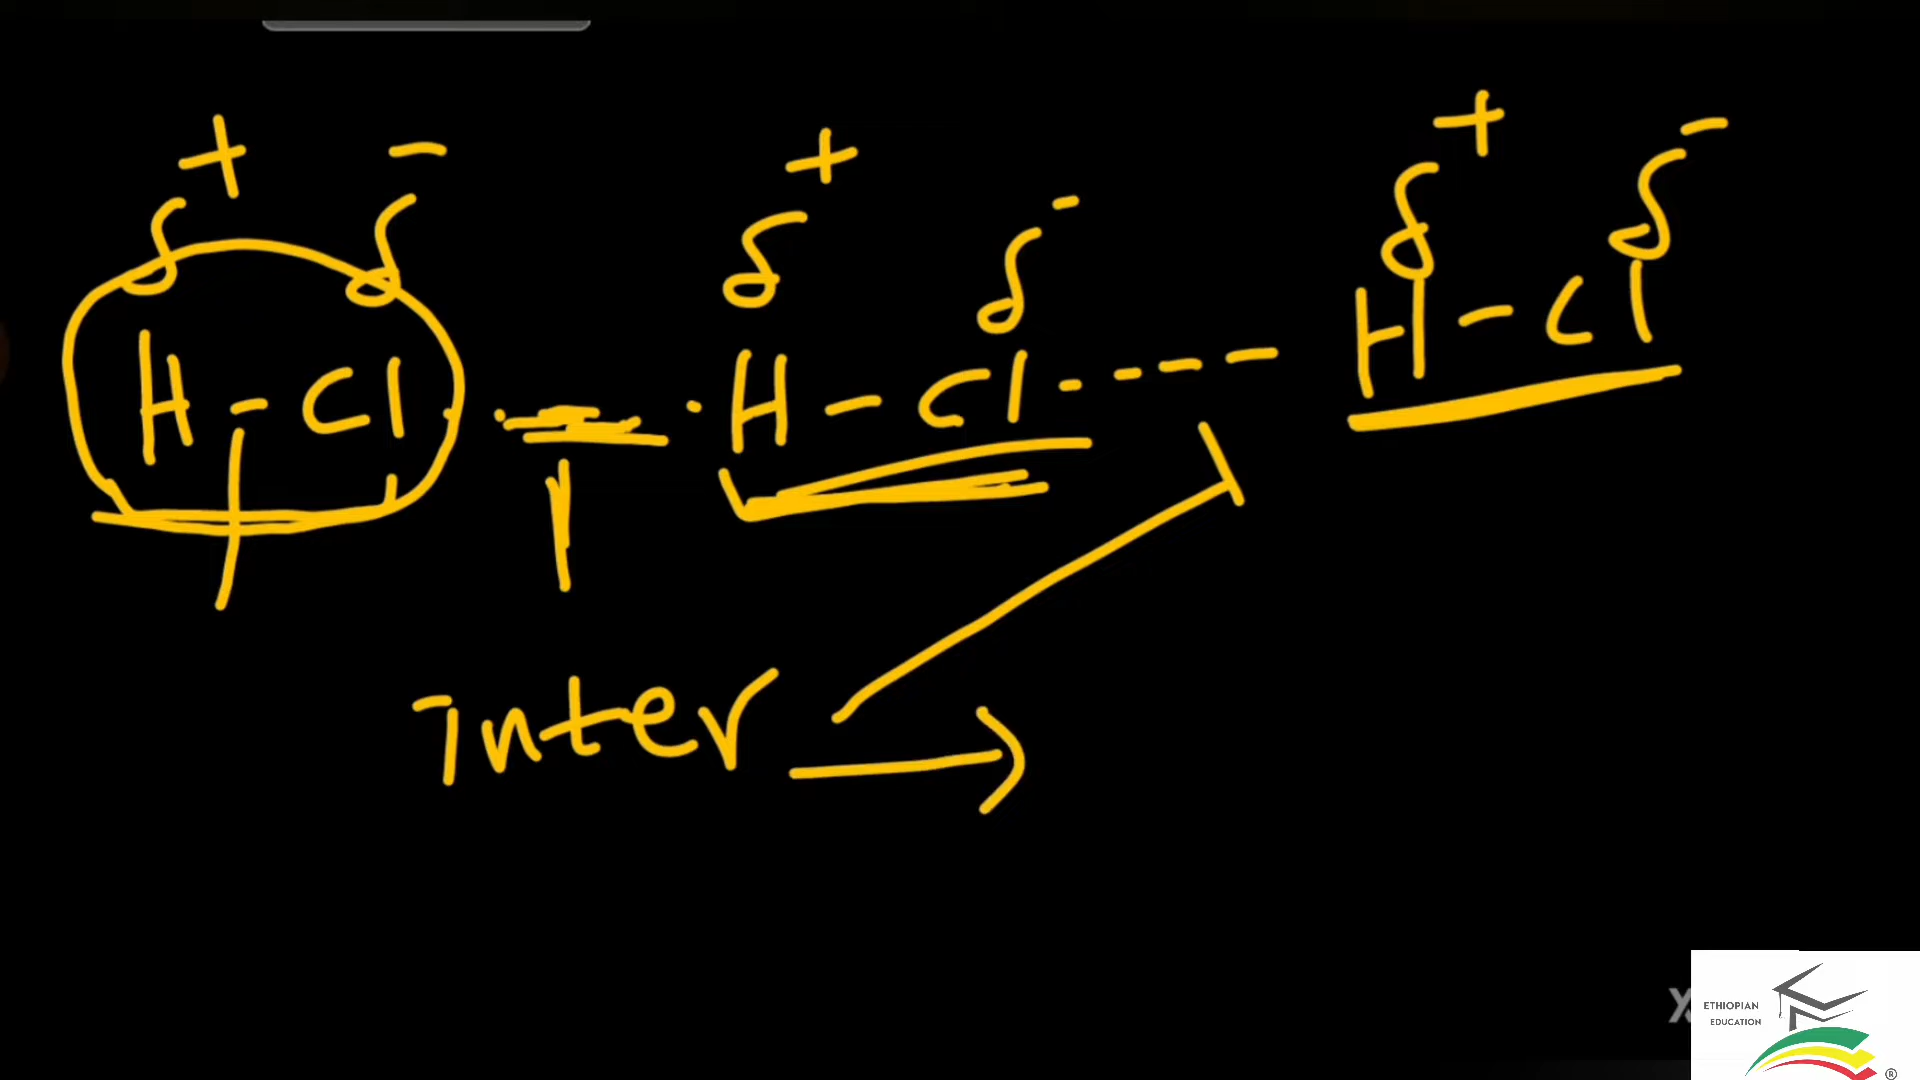 δ+ δ- δ+ δ- δ+ δ-
H - Cl ---- H - Cl ---- H - Cl
inter →
ETHIOPIAN
EDUCATION
®